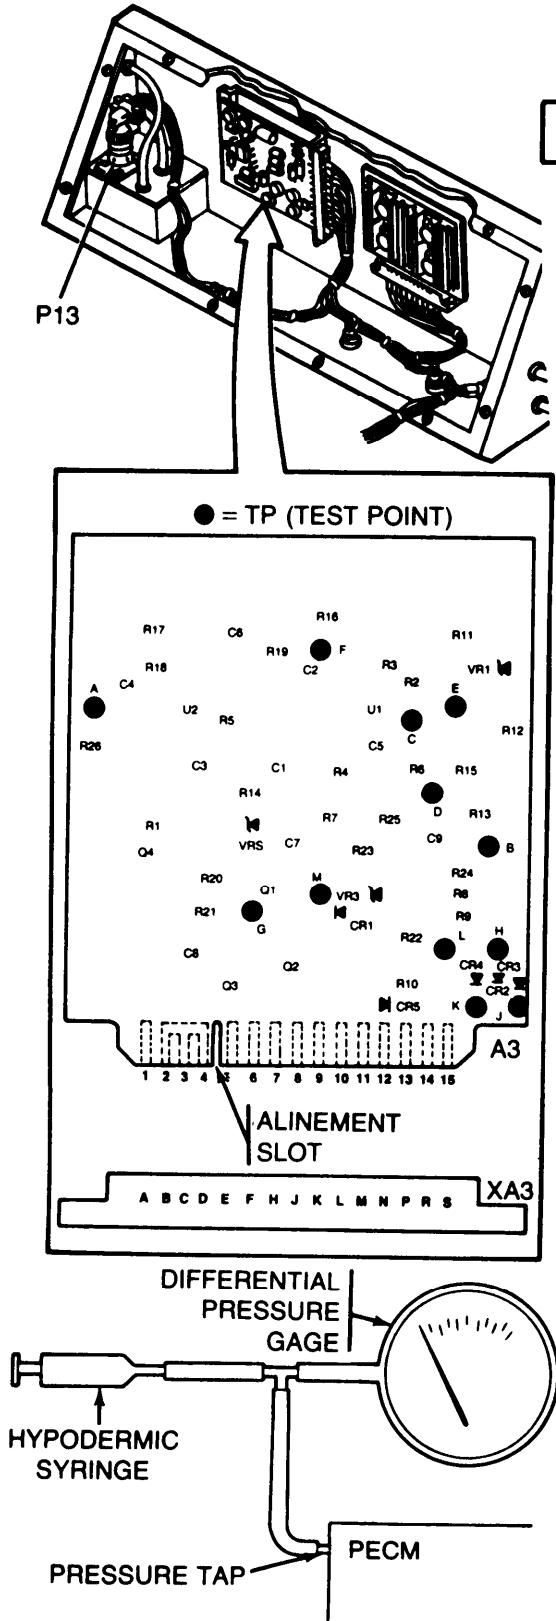 P13
● = TP (TEST POINT)
R16
R17
C6
R11
R19
F
R3
R18
C2
VR1
A
C4
R2
E
U2
U1
R5
C
R12
R26
C5
C3
C1
R4
R6
R15
R14
D
R7
R13
R1
R25
VRS
C7
C9
B
Q4
R23
R24
R20
M
Q1
VR3
R8
R21
G
R9
CR1
R22
L
H
C8
Q2
CR4
CR3
Q3
R10
CR2
CR5
K
J
A3
1 2 3 4 5 6 7 8 9 10 11 12 13 14 15
ALINEMENT
SLOT
XA3
A B C D E F H J K L M N P R S
DIFFERENTIAL
PRESSURE
GAGE
HYPODERMIC
SYRINGE
PRESSURE TAP
PECM